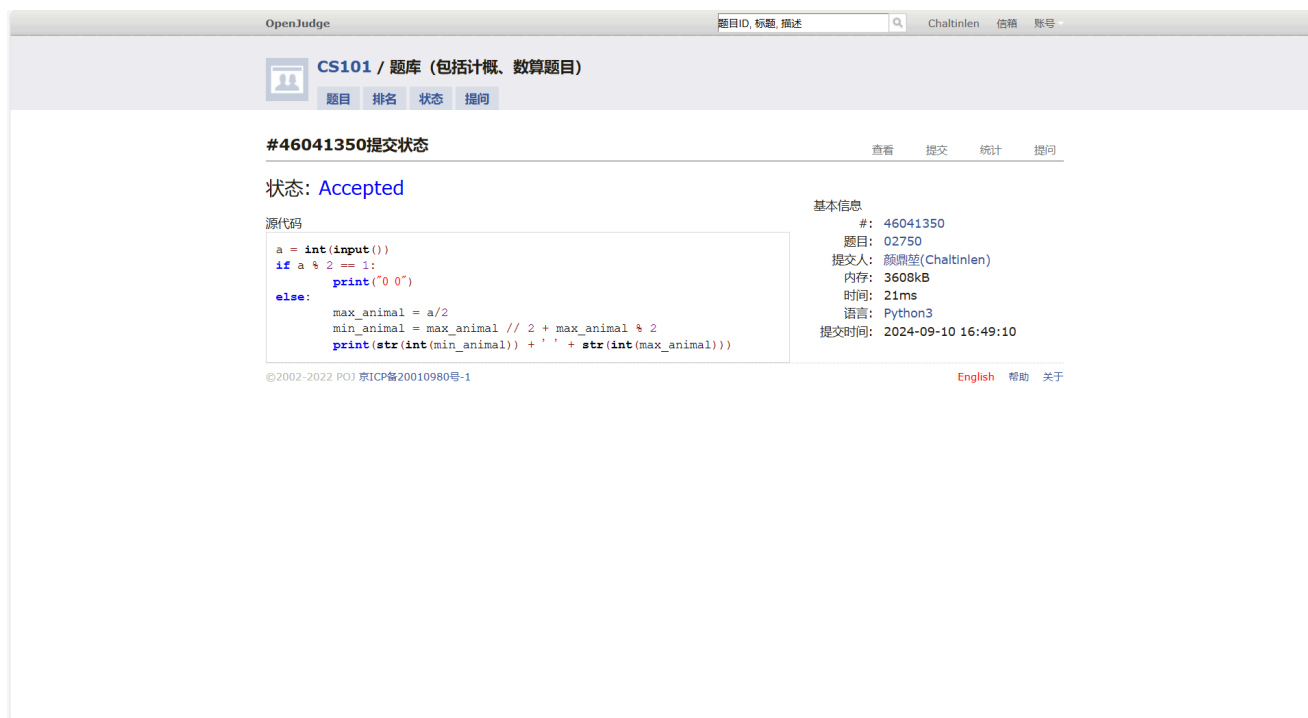 OpenJudge 题目ID, 标题, 描述 Chaltinlen 信箱 账号
CS101 / 题库（包括计概、数算题目）
题目 排名 状态 提问
#46041350提交状态 查看 提交 统计 提问
状态: Accepted
源代码
a = int(input())
if a % 2 == 1:
        print("0 0")
else:
        max_animal = a/2
        min_animal = max_animal // 2 + max_animal % 2
        print(str(int(min_animal)) + ' ' + str(int(max_animal)))
基本信息
#: 46041350
题目: 02750
提交人: 颜鼎堃(Chaltinlen)
内存: 3608kB
时间: 21ms
语言: Python3
提交时间: 2024-09-10 16:49:10
©2002-2022 POJ 京ICP备20010980号-1 English 帮助 关于